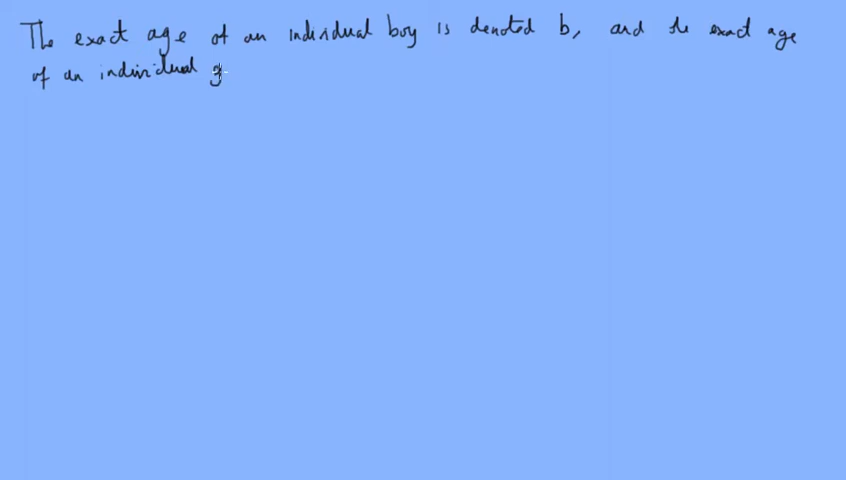 The exact age of an individual boy is denoted b, and the exact age
of an individual g